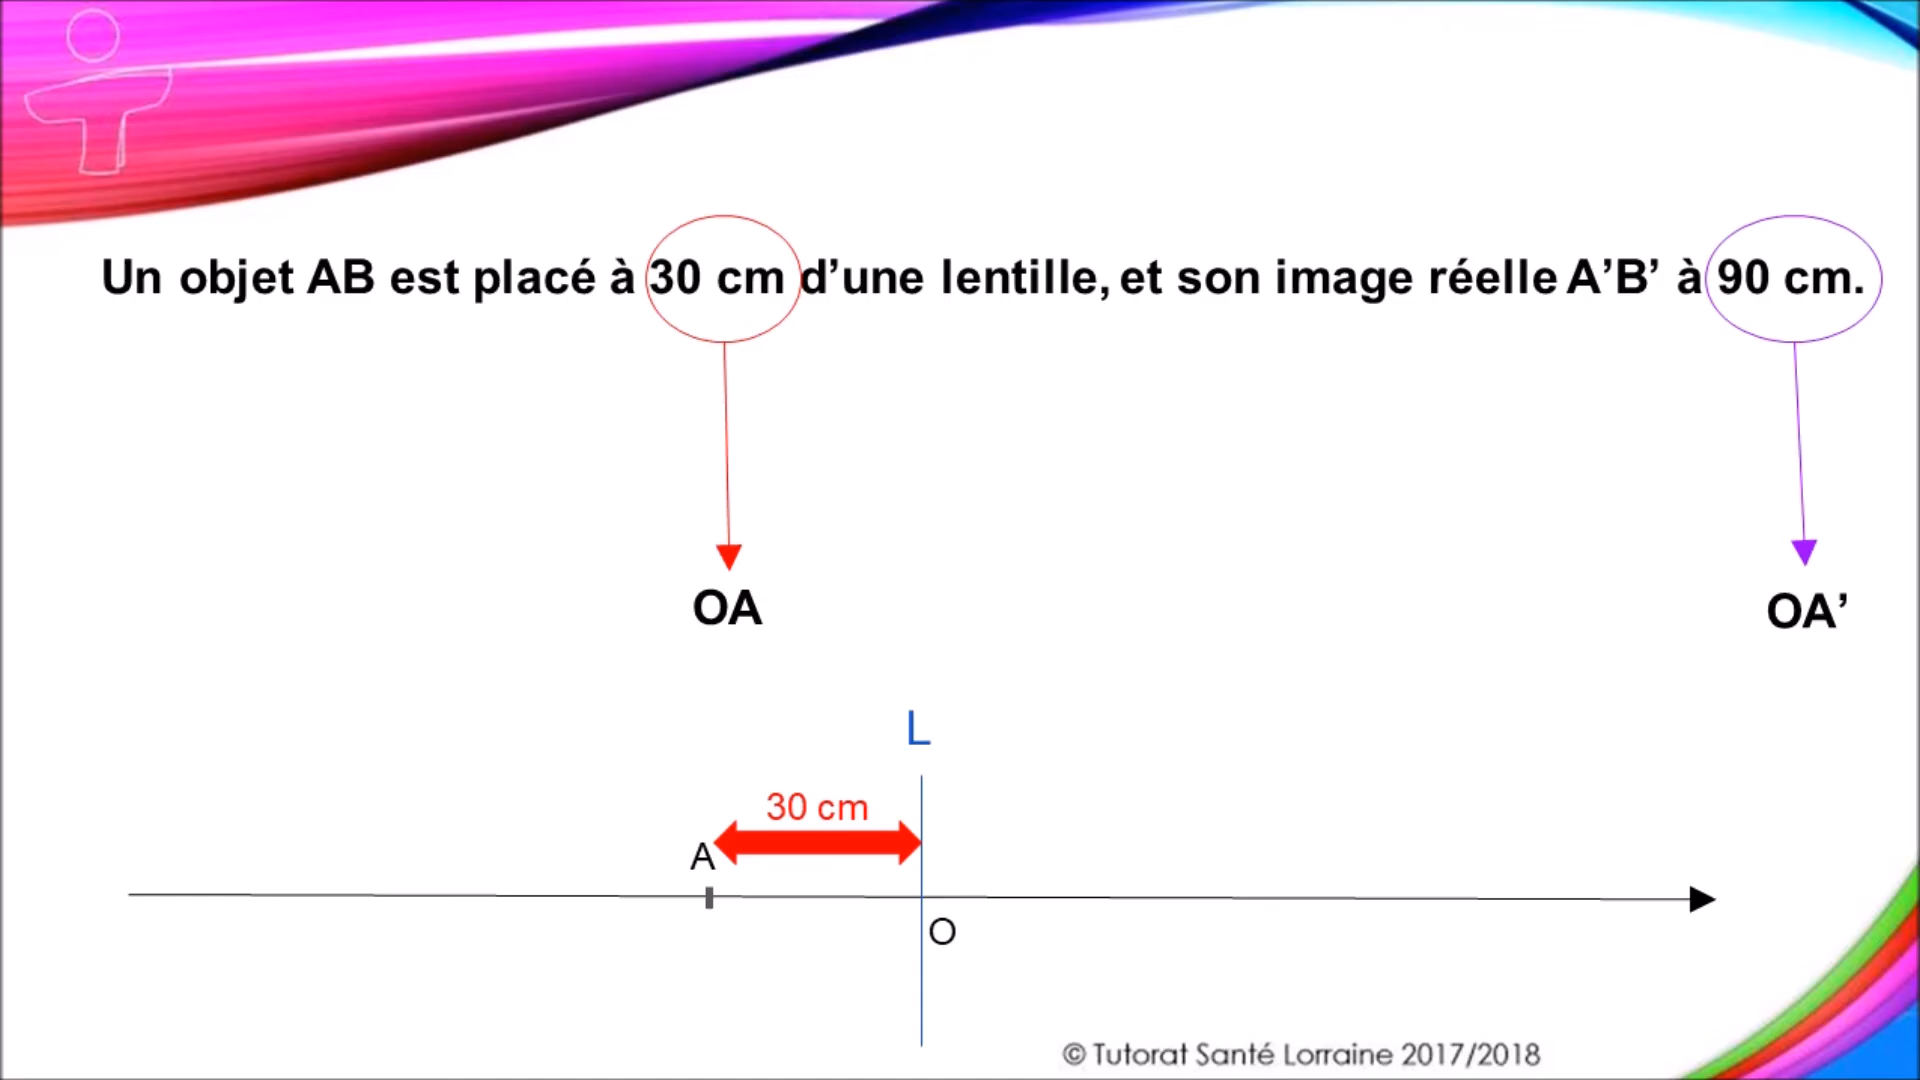 Un objet AB est placé à 30 cm d’une lentille, et son image réelle A’B’ à 90 cm.
OA
OA’
L
30 cm
A
O
© Tutorat Santé Lorraine 2017/2018